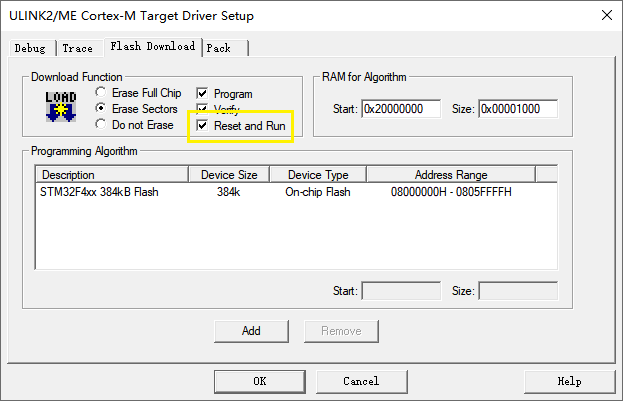 ULINK2/ME Cortex-M Target Driver Setup
Debug Trace Flash Download Pack
Download Function
LOAD
Erase Full Chip
Erase Sectors
Do not Erase
Program
Verify
Reset and Run
RAM for Algorithm
Start: 0x20000000 Size: 0x00001000
Programming Algorithm
Description Device Size Device Type Address Range
STM32F4xx 384kB Flash 384k On-chip Flash 08000000H - 0805FFFFH
Start: Size:
Add Remove
OK Cancel Help